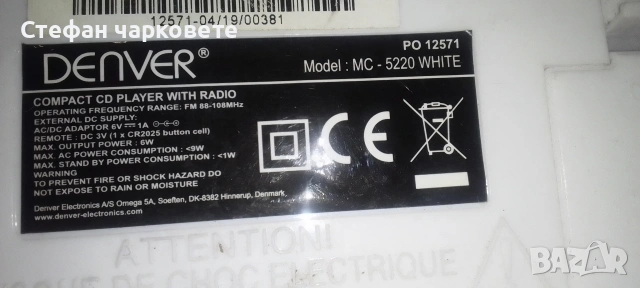 12571-04/19/00381
Стефан чамурлиев
DENVER®
PO 12571
Model : MC - 5220 WHITE
COMPACT CD PLAYER WITH RADIO
OPERATING FREQUENCY RANGE: FM 88-108MHz
EXTERNAL DC SUPPLY:
AC/DC ADAPTOR 6V 1A
REMOTE : DC 3V (1 x CR2025 button cell)
MAX. OUTPUT POWER : 6W
MAX. AC POWER CONSUMPTION : <9W
MAX. STAND BY POWER CONSUMPTION : <1W
WARNING
TO PREVENT FIRE OR SHOCK HAZARD DO
NOT EXPOSE TO RAIN OR MOISTURE
Denver Electronics A/S Omega 5A, Soeften, DK-8382 Hinnerup, Denmark,
www.denver-electronics.com
CE
ATTENTION!
RISQUE DE CHOC ELECTRIQUE
BAZAR